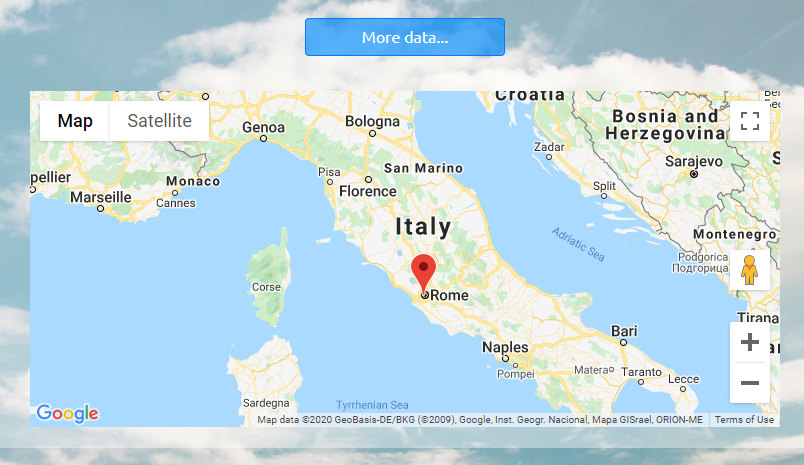 More data...
Map
Satellite
Croatia
Bosnia and
Herzegovina
Genoa
Bologna
Zadar
Sarajevo
pellier
Monaco
Pisa
San Marino
Marseille
Cannes
Florence
Split
Italy
Montenegro
Adriatic Sea
Podgorica
Подгорица
Corse
Rome
Tirana
Bari
Naples
Pompei
Matera
Taranto
Lecce
Sardegna
Tyrrhenian Sea
Google
Map data ©2020 GeoBasis-DE/BKG (©2009), Google, Inst. Geogr. Nacional, Mapa GISrael, ORION-ME
Terms of Use